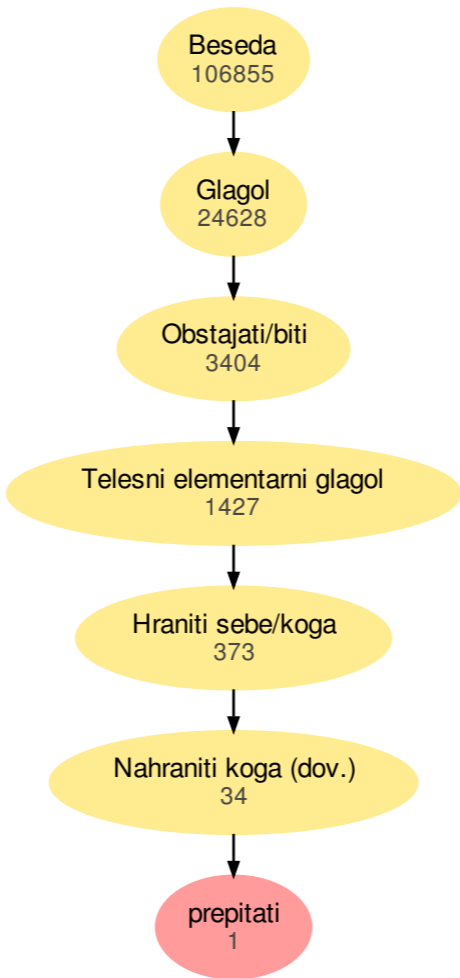 Beseda
106855
Glagol
24628
Obstajati/biti
3404
Telesni elementarni glagol
1427
Hraniti sebe/koga
373
Nahraniti koga (dov.)
34
prepitati
1